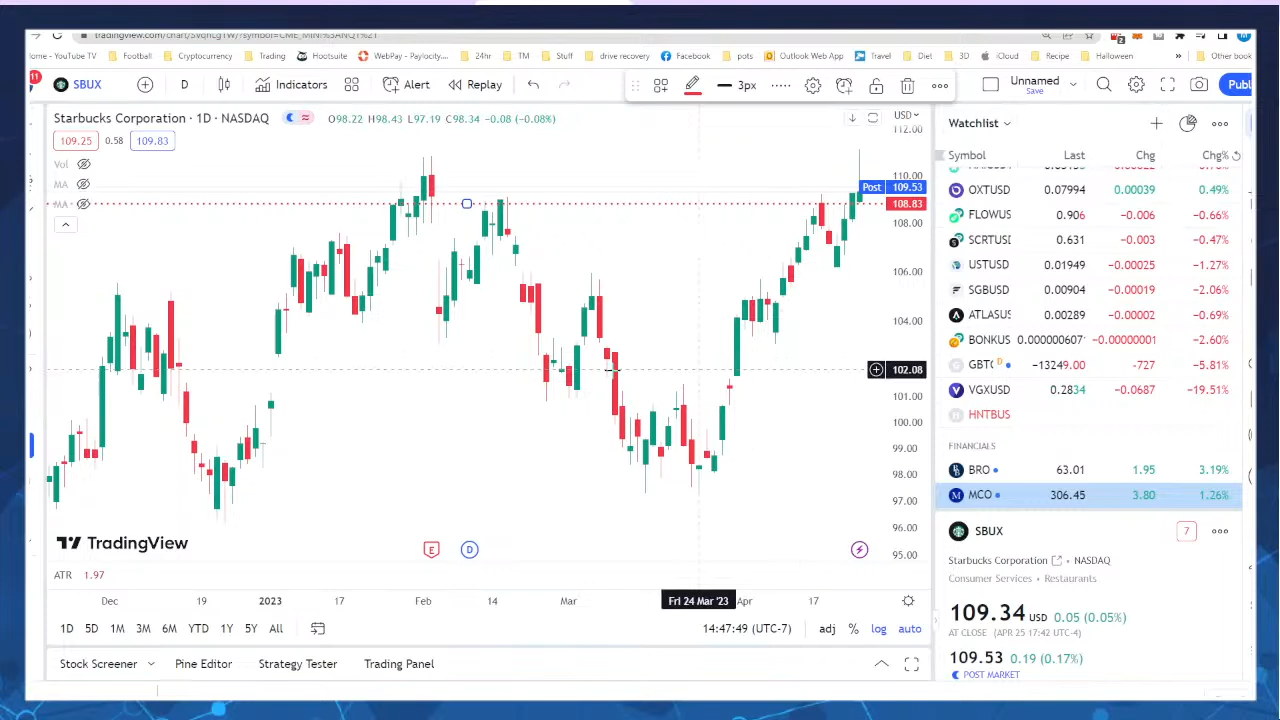 Home - YouTube TV Football Cryptocurrency Trading Hootsuite WebPay - Paylocity... 24hr TM Stuff drive recovery Facebook pots Outlook Web App Travel Diet 3D iCloud Recipe Halloween » Other book
11 SBUX D Indicators Alert Replay 3px Unnamed Save Publ
Starbucks Corporation · 1D · NASDAQ O98.22 H98.43 L97.19 C98.34 −0.08 (−0.08%) USD
109.25 0.58 109.83
Vol
MA
MA
112.00
110.00
Post 109.53
108.83
108.00
106.00
104.00
102.08
101.00
100.00
99.00
98.00
97.00
96.00
95.00
TradingView E D
ATR 1.97
Dec 19 2023 17 Feb 14 Mar Fri 24 Mar '23 Apr 17
1D 5D 1M 3M 6M YTD 1Y 5Y All 14:47:49 (UTC-7) adj % log auto
Stock Screener Pine Editor Strategy Tester Trading Panel
Watchlist
Symbol Last Chg Chg%
OXTUSD 0.07994 0.00039 0.49%
FLOWUS 0.906 −0.006 −0.66%
SCRTUSD 0.631 −0.003 −0.47%
USTUSD 0.01949 −0.00025 −1.27%
SGBUSD 0.00904 −0.00019 −2.06%
ATLASUS 0.00289 −0.00002 −0.69%
BONKUS 0.000000607 −0.00000001 −2.60%
GBTC D −13249.00 −727 −5.81%
VGXUSD 0.2834 −0.0687 −19.51%
HNTBUS
FINANCIALS
BRO 63.01 1.95 3.19%
MCO 306.45 3.80 1.26%
SBUX 7
Starbucks Corporation • NASDAQ
Consumer Services • Restaurants
109.34 USD 0.05 (0.05%)
AT CLOSE (APR 25 17:42 UTC-4)
109.53 0.19 (0.17%)
POST MARKET